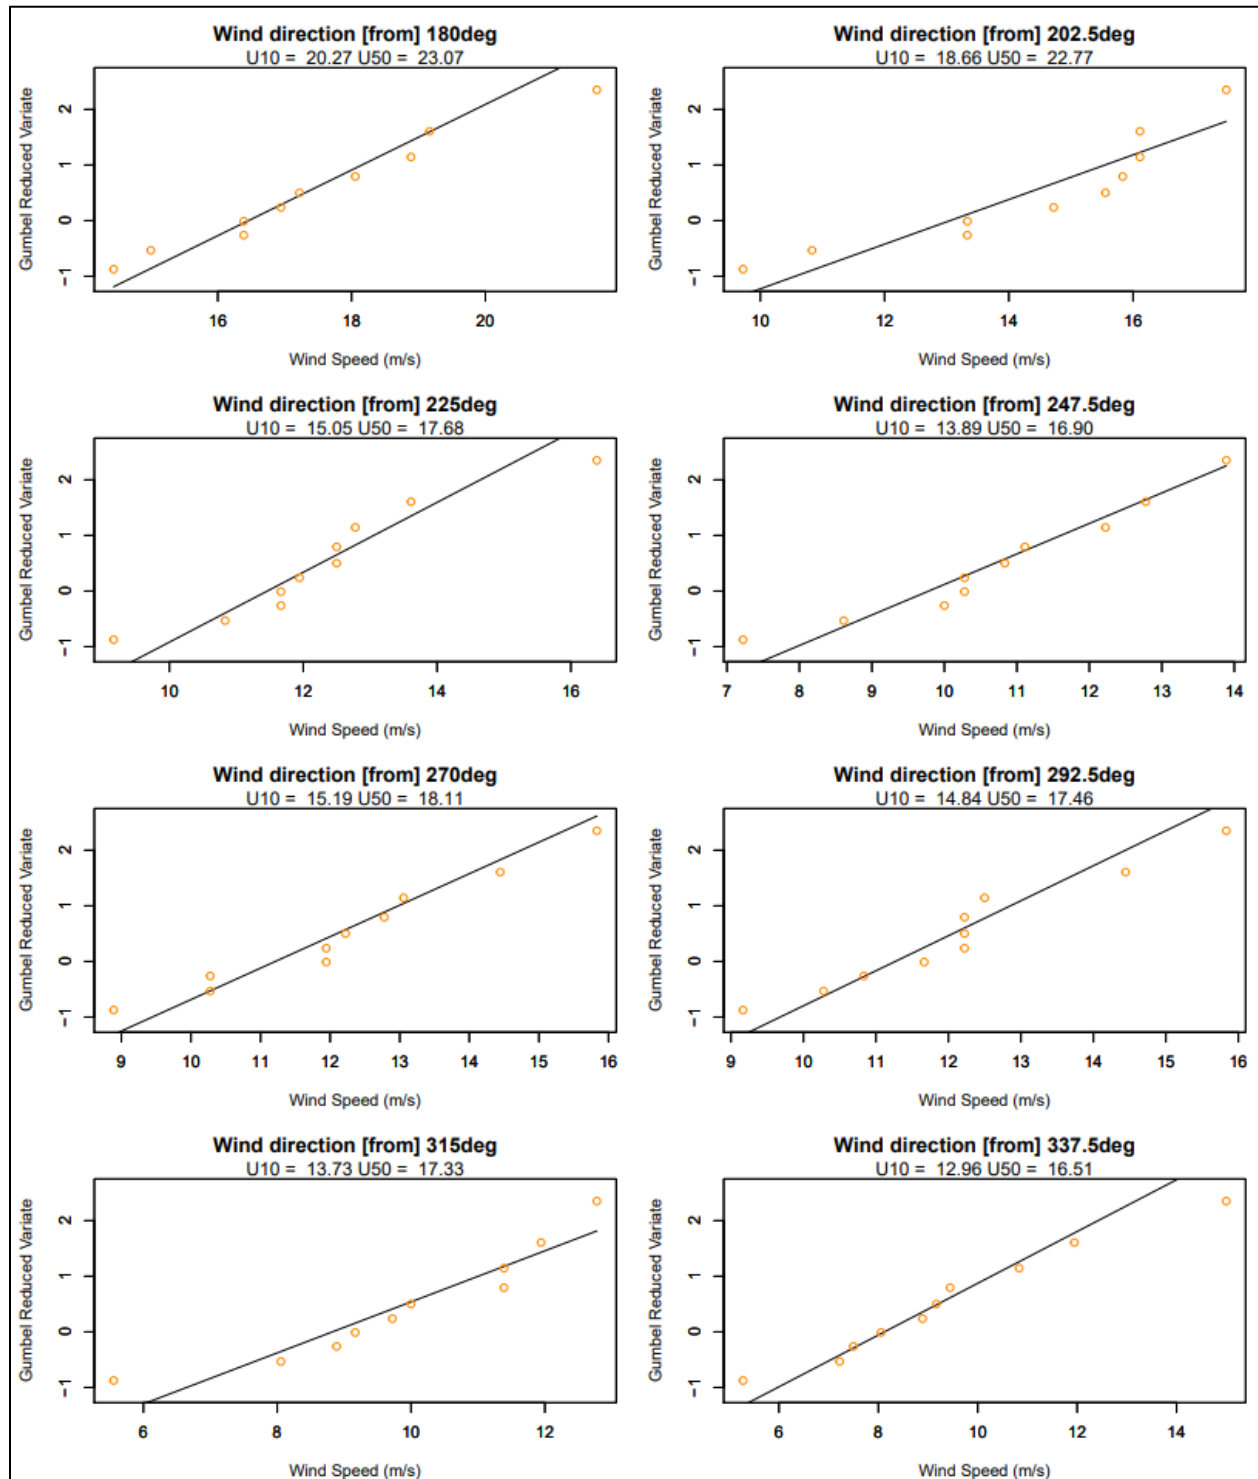 Wind direction [from] 180deg
U10 = 20.27 U50 = 23.07
Gumbel Reduced Variate
2
1
0
−1
16 18 20
Wind Speed (m/s)
Wind direction [from] 202.5deg
U10 = 18.66 U50 = 22.77
Gumbel Reduced Variate
2
1
0
−1
10 12 14 16
Wind Speed (m/s)
Wind direction [from] 225deg
U10 = 15.05 U50 = 17.68
Gumbel Reduced Variate
2
1
0
−1
10 12 14 16
Wind Speed (m/s)
Wind direction [from] 247.5deg
U10 = 13.89 U50 = 16.90
Gumbel Reduced Variate
2
1
0
−1
7 8 9 10 11 12 13 14
Wind Speed (m/s)
Wind direction [from] 270deg
U10 = 15.19 U50 = 18.11
Gumbel Reduced Variate
2
1
0
−1
9 10 11 12 13 14 15 16
Wind Speed (m/s)
Wind direction [from] 292.5deg
U10 = 14.84 U50 = 17.46
Gumbel Reduced Variate
2
1
0
−1
9 10 11 12 13 14 15 16
Wind Speed (m/s)
Wind direction [from] 315deg
U10 = 13.73 U50 = 17.33
Gumbel Reduced Variate
2
1
0
−1
6 8 10 12
Wind Speed (m/s)
Wind direction [from] 337.5deg
U10 = 12.96 U50 = 16.51
Gumbel Reduced Variate
2
1
0
−1
6 8 10 12 14
Wind Speed (m/s)